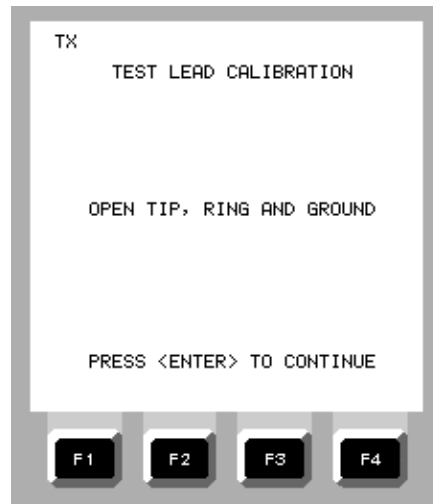 TX
TEST LEAD CALIBRATION
OPEN TIP, RING AND GROUND
PRESS <ENTER> TO CONTINUE
F1 F2 F3 F4